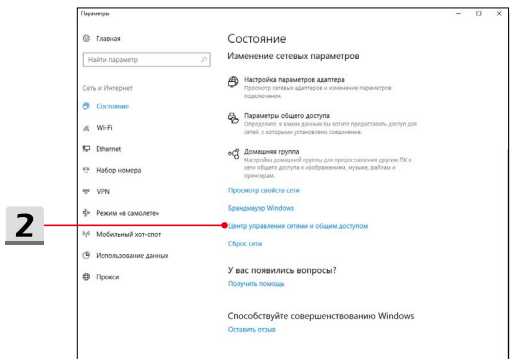 Параметры
Главная
Найти параметр
Сеть и Интернет
Состояние
Wi-Fi
Ethernet
Набор номера
VPN
Режим «в самолете»
Мобильный хот-спот
Использование данных
Прокси
2
Состояние
Изменение сетевых параметров
Настройка параметров адаптера
Просмотр сетевых адаптеров и изменение параметров
подключения.
Параметры общего доступа
Определите, к каким данным вы хотите предоставить доступ для
сетей, с которыми установлено соединение.
Домашняя группа
Настройка домашней группы для предоставления другим ПК в
сети общего доступа к изображениям, музыке, файлам и
принтерам.
Просмотр свойств сети
Брандмауэр Windows
Центр управления сетями и общим доступом
Сброс сети
У вас появились вопросы?
Получить помощь
Способствуйте совершенствованию Windows
Оставить отзыв